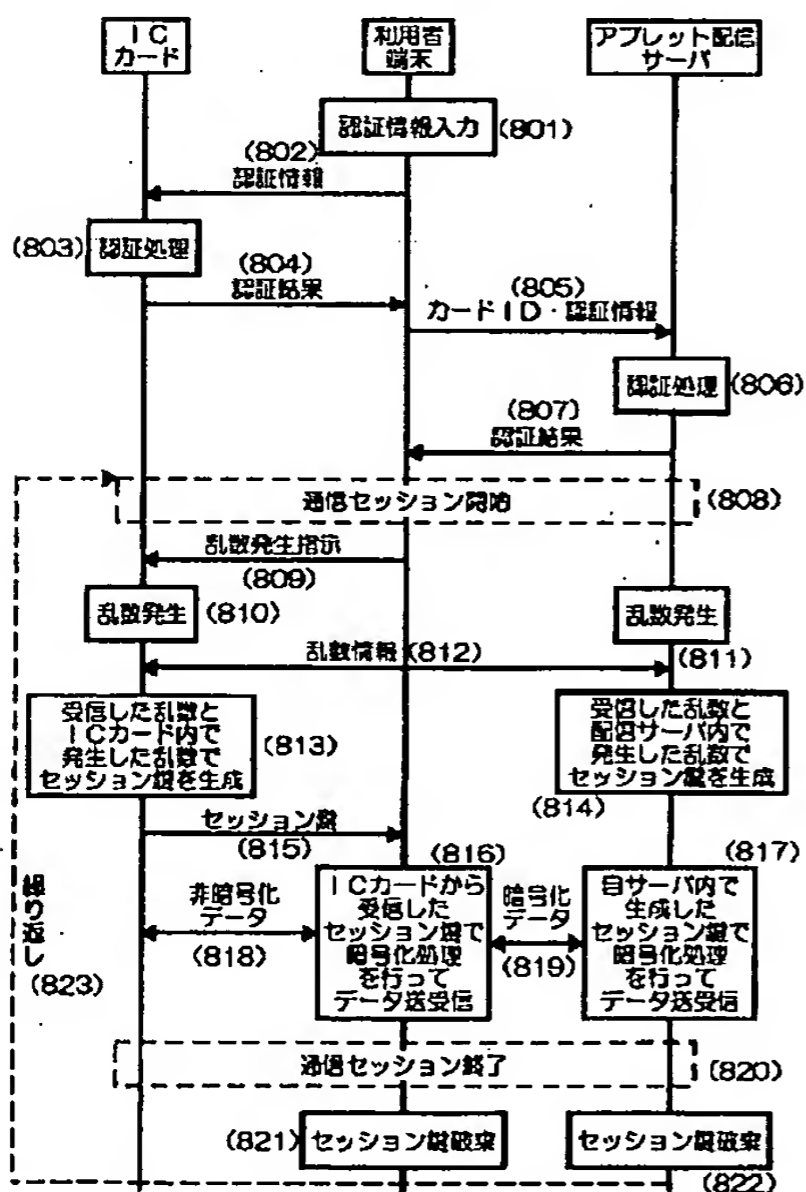 ICカード
利用者
端末
アプレット配信
サーバ
認証情報入力
(801)
(802)
認証情報
(803)
認証処理
(804)
認証結果
(805)
カードID・認証情報
認証処理
(806)
(807)
認証結果
通信セッション開始
(808)
乱数発生指示
(809)
乱数発生
(810)
乱数発生
(811)
乱数情報
(812)
受信した乱数と
ICカード内で
発生した乱数で
セッション鍵を生成
(813)
受信した乱数と
配信サーバ内で
発生した乱数で
セッション鍵を生成
(814)
セッション鍵
(815)
(816)
ICカードから
受信した
セッション鍵で
暗号化処理
を行って
データ送受信
(817)
自サーバ内で
生成した
セッション鍵で
暗号化処理
を行って
データ送受信
非暗号化
データ
(818)
暗号化
データ
(819)
繰り返し
(823)
通信セッション終了
(820)
(821)
セッション鍵破棄
セッション鍵破棄
(822)